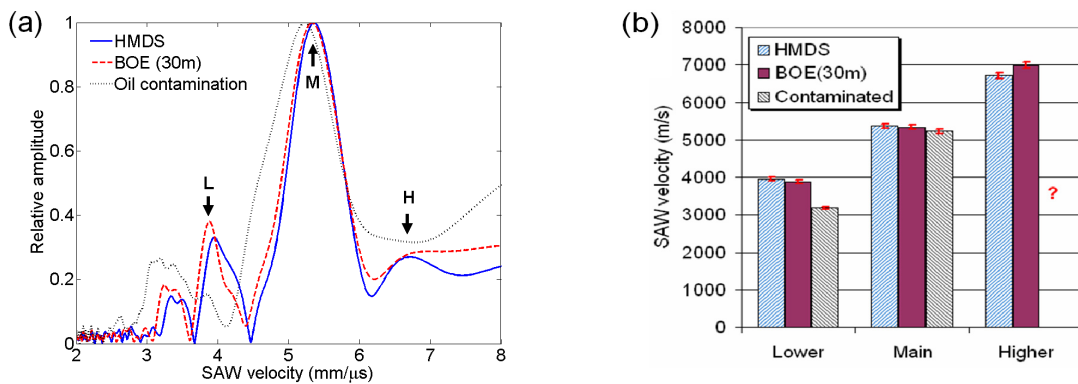 (a)
HMDS
BOE (30m)
Oil contamination
L
M
H
Relative amplitude
1
0.8
0.6
0.4
0.2
0
2 3 4 5 6 7 8
SAW velocity (mm/µs)
(b)
HMDS
BOE(30m)
Contaminated
?
SAW velocity (m/s)
8000
7000
6000
5000
4000
3000
2000
1000
0
Lower Main Higher